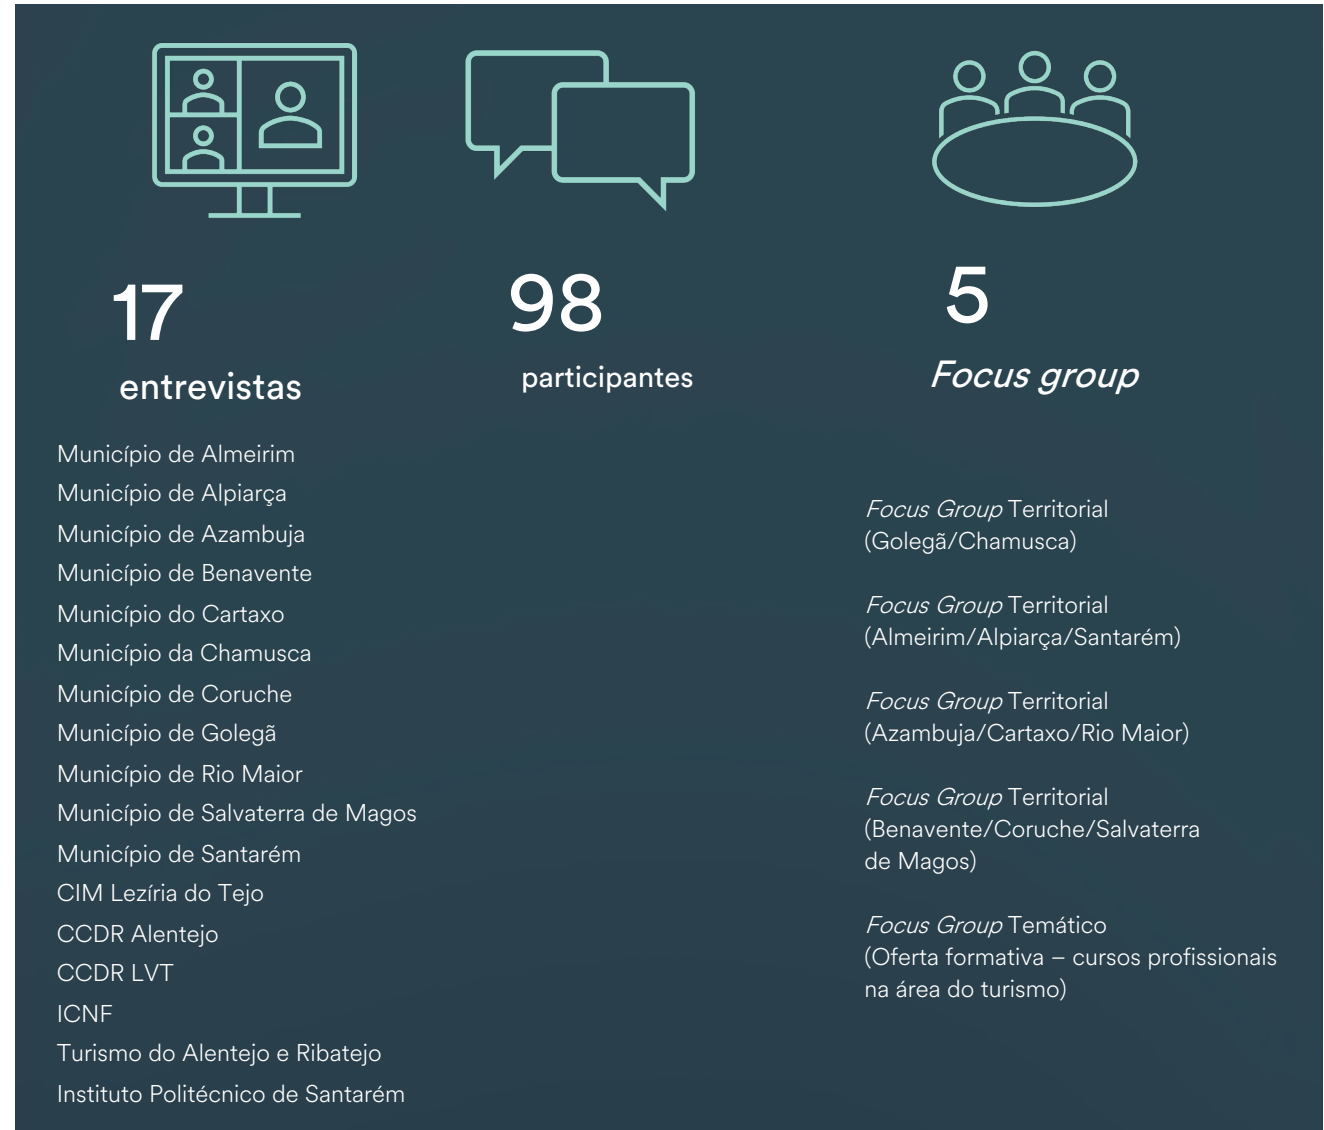 17
entrevistas
Município de Almeirim
Município de Alpiarça
Município de Azambuja
Município de Benavente
Município do Cartaxo
Município da Chamusca
Município de Coruche
Município de Golegã
Município de Rio Maior
Município de Salvaterra de Magos
Município de Santarém
CIM Lezíria do Tejo
CCDR Alentejo
CCDR LVT
ICNF
Turismo do Alentejo e Ribatejo
Instituto Politécnico de Santarém
98
participantes
5
Focus group
Focus Group Territorial
(Golegã/Chamusca)
Focus Group Territorial
(Almeirim/Alpiarça/Santarém)
Focus Group Territorial
(Azambuja/Cartaxo/Rio Maior)
Focus Group Territorial
(Benavente/Coruche/Salvaterra
de Magos)
Focus Group Temático
(Oferta formativa – cursos profissionais
na área do turismo)